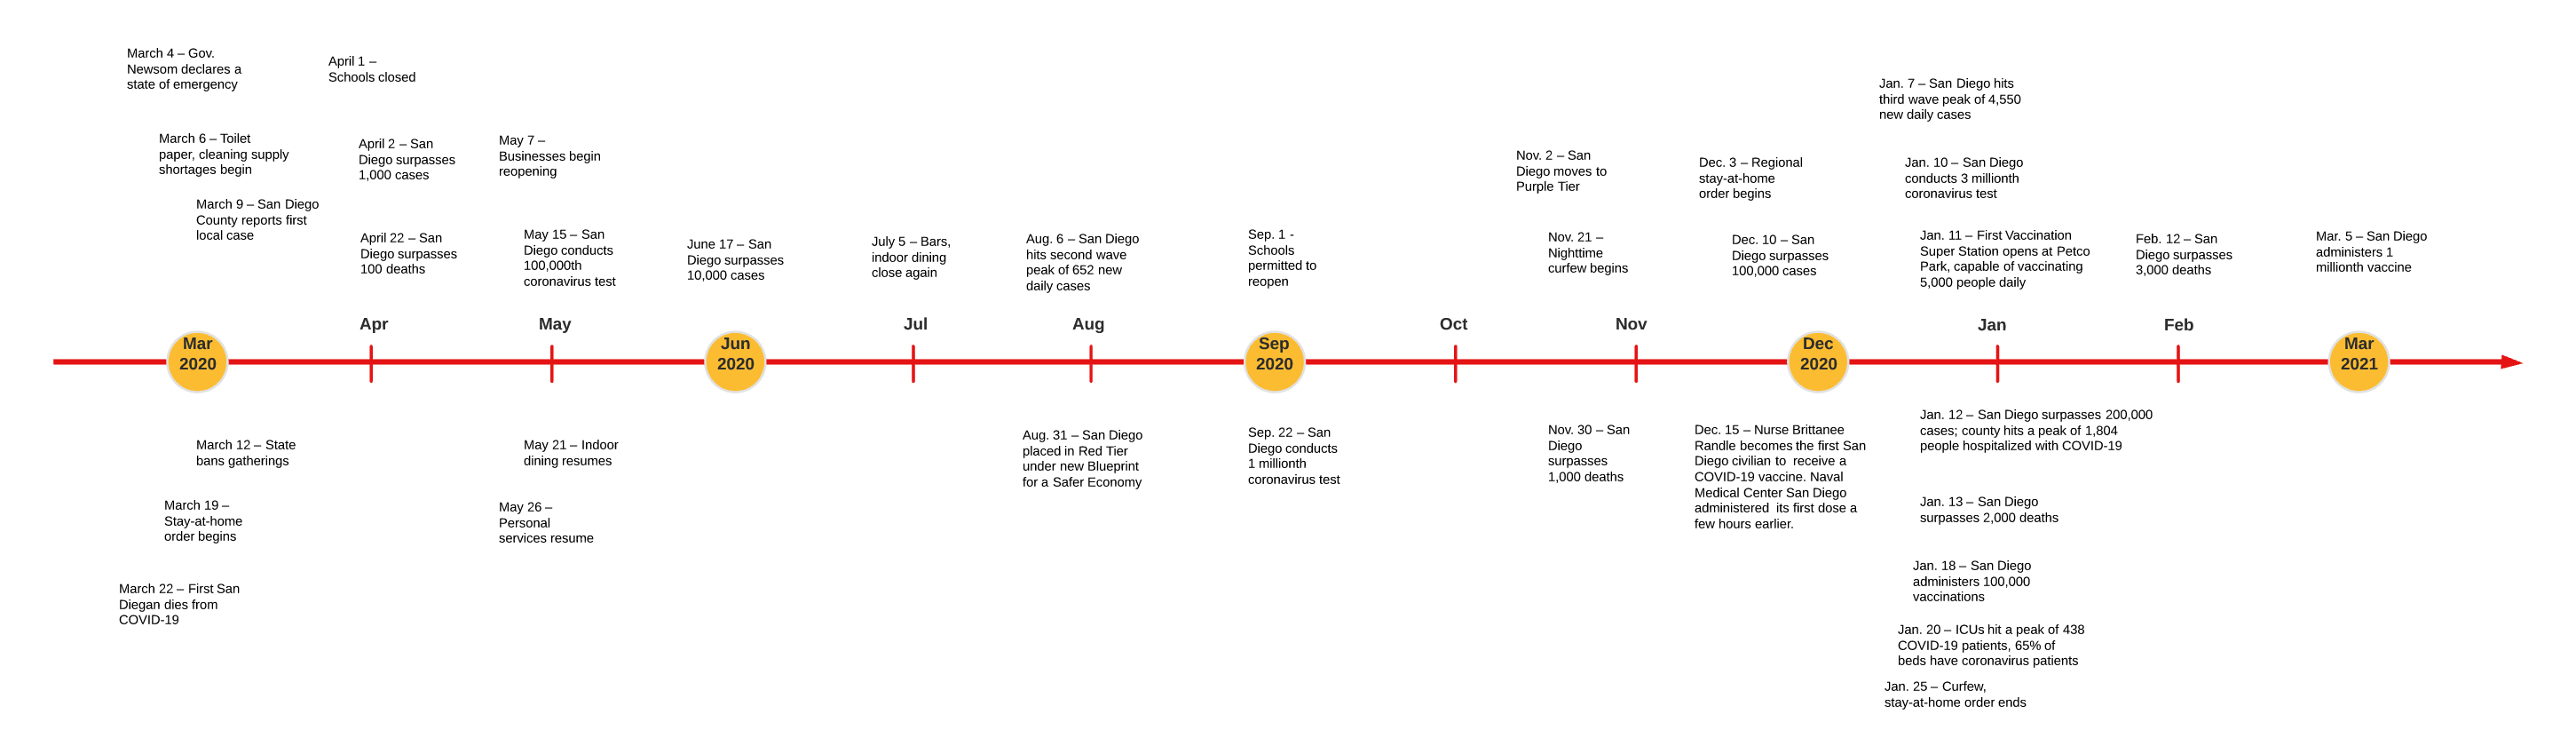 March 4 – Gov.
Newsom declares a
state of emergency
April 1 –
Schools closed
March 6 – Toilet
paper, cleaning supply
shortages begin
April 2 – San
Diego surpasses
1,000 cases
May 7 –
Businesses begin
reopening
March 9 – San Diego
County reports first
local case
April 22 – San
Diego surpasses
100 deaths
May 15 – San
Diego conducts
100,000th
coronavirus test
June 17 – San
Diego surpasses
10,000 cases
July 5 – Bars,
indoor dining
close again
Aug. 6 – San Diego
hits second wave
peak of 652 new
daily cases
Sep. 1 -
Schools
permitted to
reopen
Nov. 2 – San
Diego moves to
Purple Tier
Nov. 21 –
Nighttime
curfew begins
Dec. 3 – Regional
stay-at-home
order begins
Dec. 10 – San
Diego surpasses
100,000 cases
Jan. 7 – San Diego hits
third wave peak of 4,550
new daily cases
Jan. 10 – San Diego
conducts 3 millionth
coronavirus test
Jan. 11 – First Vaccination
Super Station opens at Petco
Park, capable of vaccinating
5,000 people daily
Feb. 12 – San
Diego surpasses
3,000 deaths
Mar. 5 – San Diego
administers 1
millionth vaccine
Mar
2020
Apr
May
Jun
2020
Jul
Aug
Sep
2020
Oct
Nov
Dec
2020
Jan
Feb
Mar
2021
March 12 – State
bans gatherings
March 19 –
Stay-at-home
order begins
March 22 – First San
Diegan dies from
COVID-19
May 21 – Indoor
dining resumes
May 26 –
Personal
services resume
Aug. 31 – San Diego
placed in Red Tier
under new Blueprint
for a Safer Economy
Sep. 22 – San
Diego conducts
1 millionth
coronavirus test
Nov. 30 – San
Diego
surpasses
1,000 deaths
Dec. 15 – Nurse Brittanee
Randle becomes the first San
Diego civilian to  receive a
COVID-19 vaccine. Naval
Medical Center San Diego
administered  its first dose a
few hours earlier.
Jan. 12 – San Diego surpasses 200,000
cases; county hits a peak of 1,804
people hospitalized with COVID-19
Jan. 13 – San Diego
surpasses 2,000 deaths
Jan. 18 – San Diego
administers 100,000
vaccinations
Jan. 20 – ICUs hit a peak of 438
COVID-19 patients, 65% of
beds have coronavirus patients
Jan. 25 – Curfew,
stay-at-home order ends